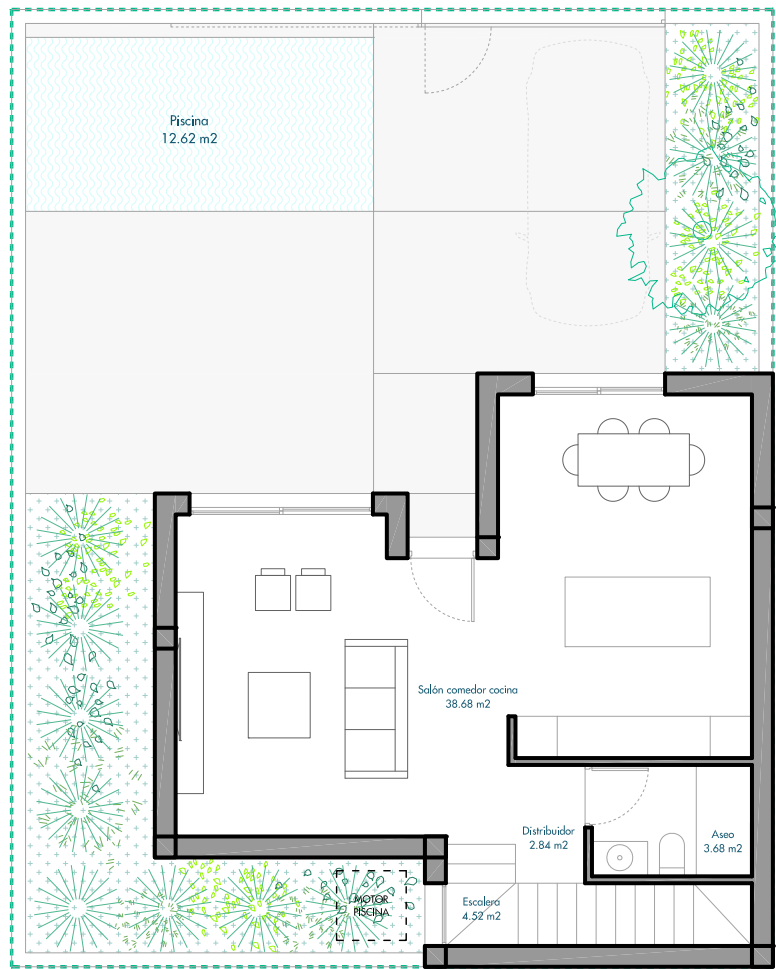 Piscina
12.62 m2
Salón comedor cocina
38.68 m2
Distribuidor
2.84 m2
Aseo
3.68 m2
Escalera
4.52 m2
MOTOR
PISCINA